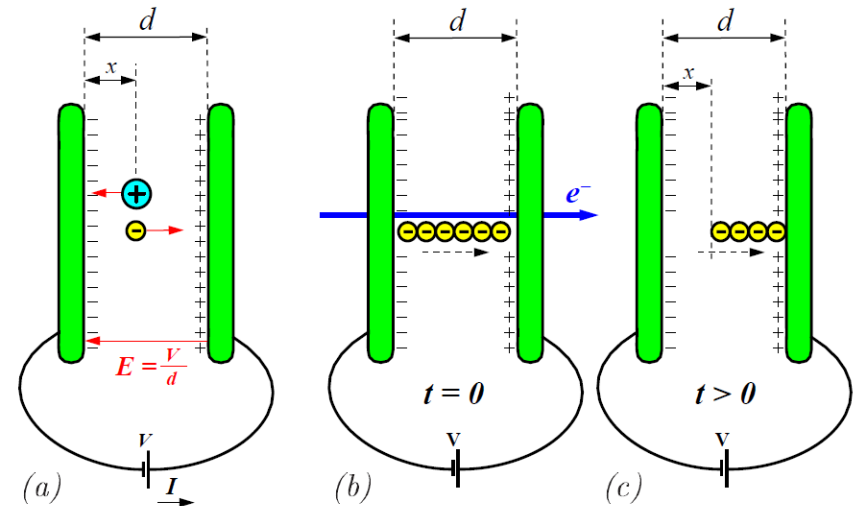 d
x
+
−
E = V/d
V
I
(a)
d
e−
− − − − − −
t = 0
V
(b)
d
x
− − − −
t > 0
V
(c)